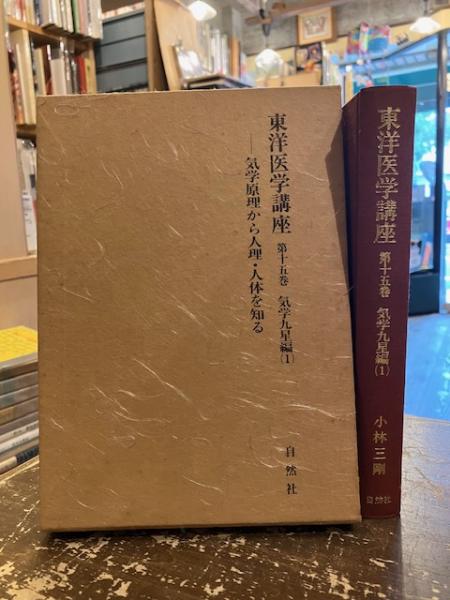 東洋医学講座 第十五巻 気学九星編(1)
―気学原理から人理・人体を知る
自然社
東洋医学講座 第十五巻 気学九星編(1)
小林三剛
自然社